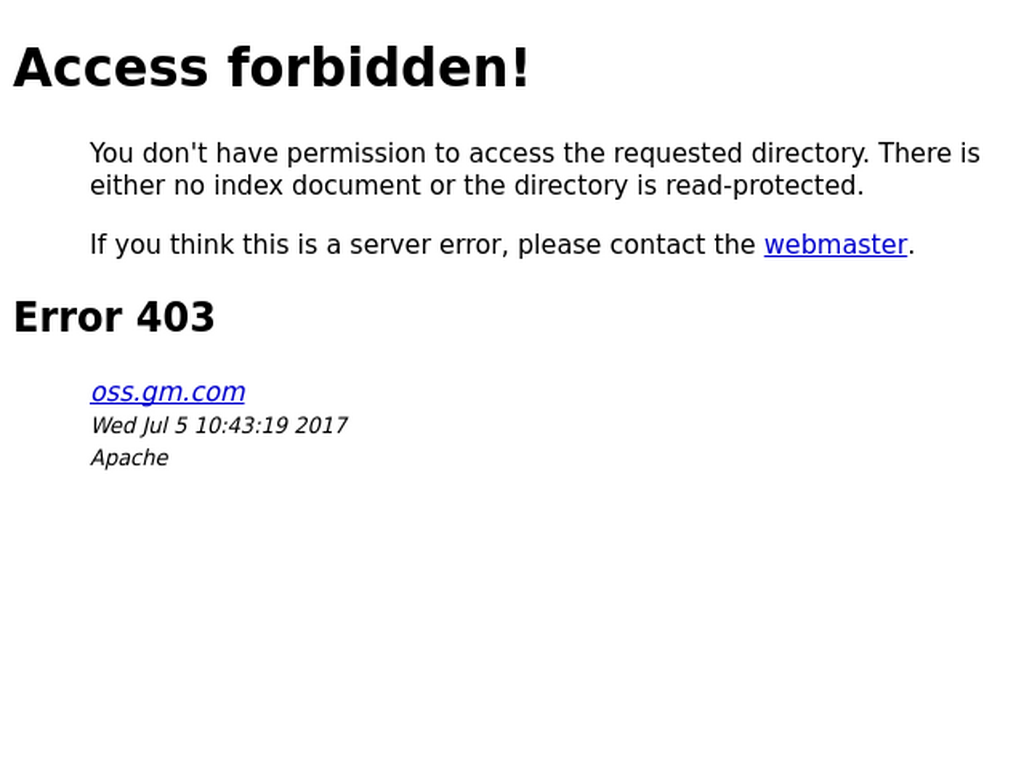 Access forbidden!
You don't have permission to access the requested directory. There is
either no index document or the directory is read-protected.
If you think this is a server error, please contact the webmaster.
Error 403
oss.gm.com
Wed Jul 5 10:43:19 2017
Apache